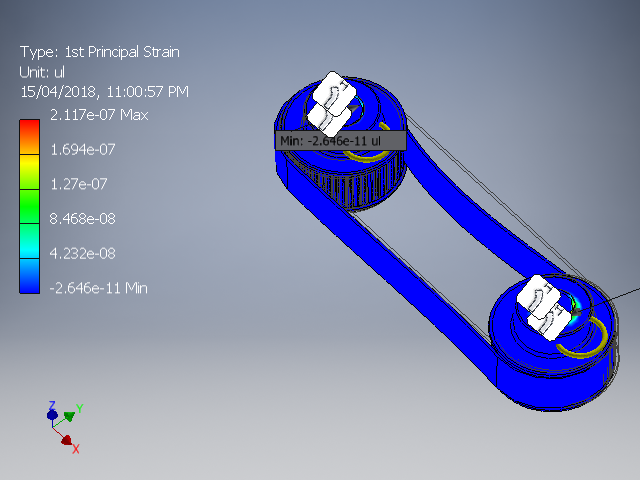 Type: 1st Principal Strain
Unit: ul
15/04/2018, 11:00:57 PM
2.117e-07 Max
1.694e-07
1.27e-07
8.468e-08
4.232e-08
-2.646e-11 Min
Min: -2.646e-11 ul
Z
Y
X